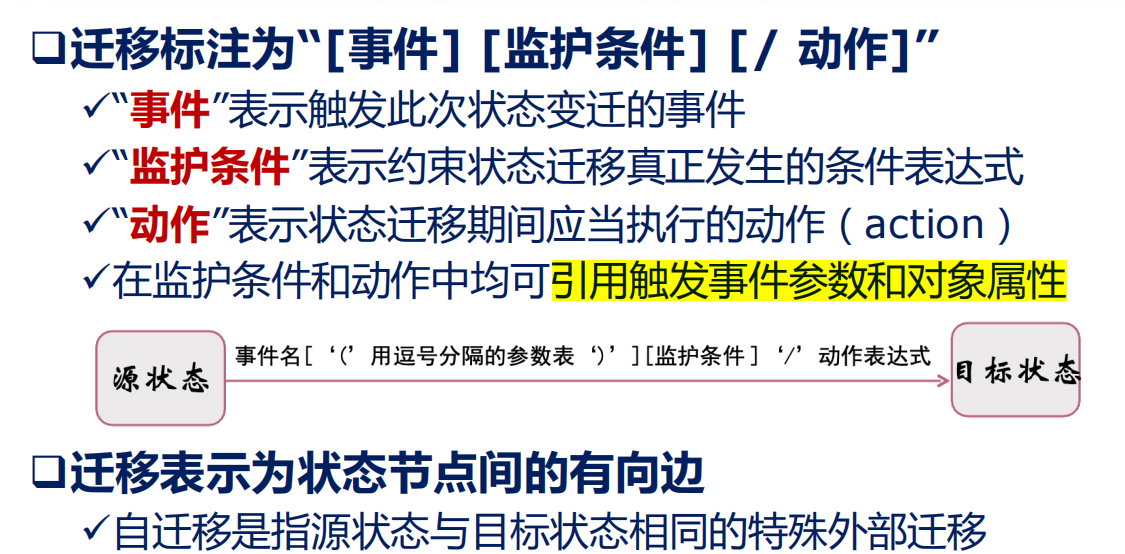 ❑迁移标注为“[事件] [监护条件] [/ 动作]”
✓“事件”表示触发此次状态变迁的事件
✓“监护条件”表示约束状态迁移真正发生的条件表达式
✓“动作”表示状态迁移期间应当执行的动作（action）
✓在监护条件和动作中均可引用触发事件参数和对象属性
源状态
事件名[‘(’用逗号分隔的参数表‘)’][监护条件]‘/’动作表达式
目标状态
❑迁移表示为状态节点间的有向边
✓自迁移是指源状态与目标状态相同的特殊外部迁移